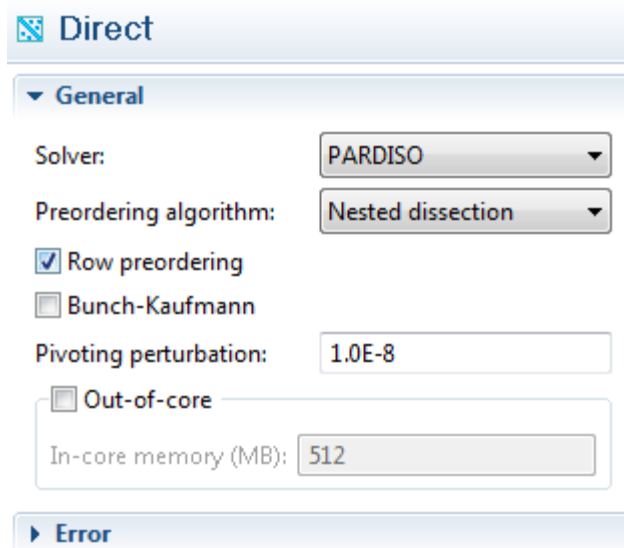 Direct
General
Solver: PARDISO
Preordering algorithm: Nested dissection
Row preordering
Bunch-Kaufmann
Pivoting perturbation: 1.0E-8
Out-of-core
In-core memory (MB): 512
Error